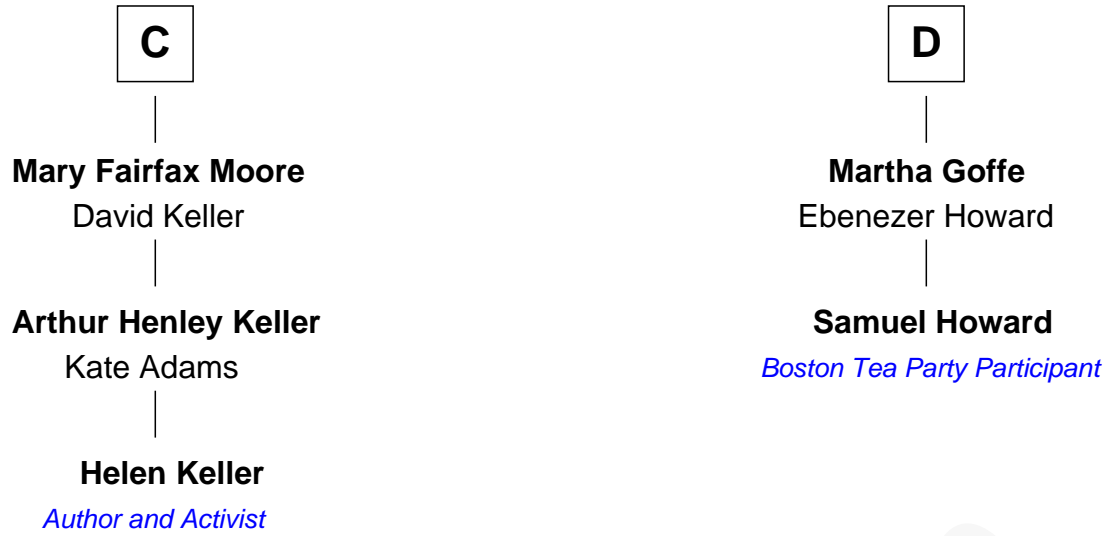 C
Mary Fairfax Moore
David Keller
Arthur Henley Keller
Kate Adams
Helen Keller
Author and Activist
D
Martha Goffe
Ebenezer Howard
Samuel Howard
Boston Tea Party Participant